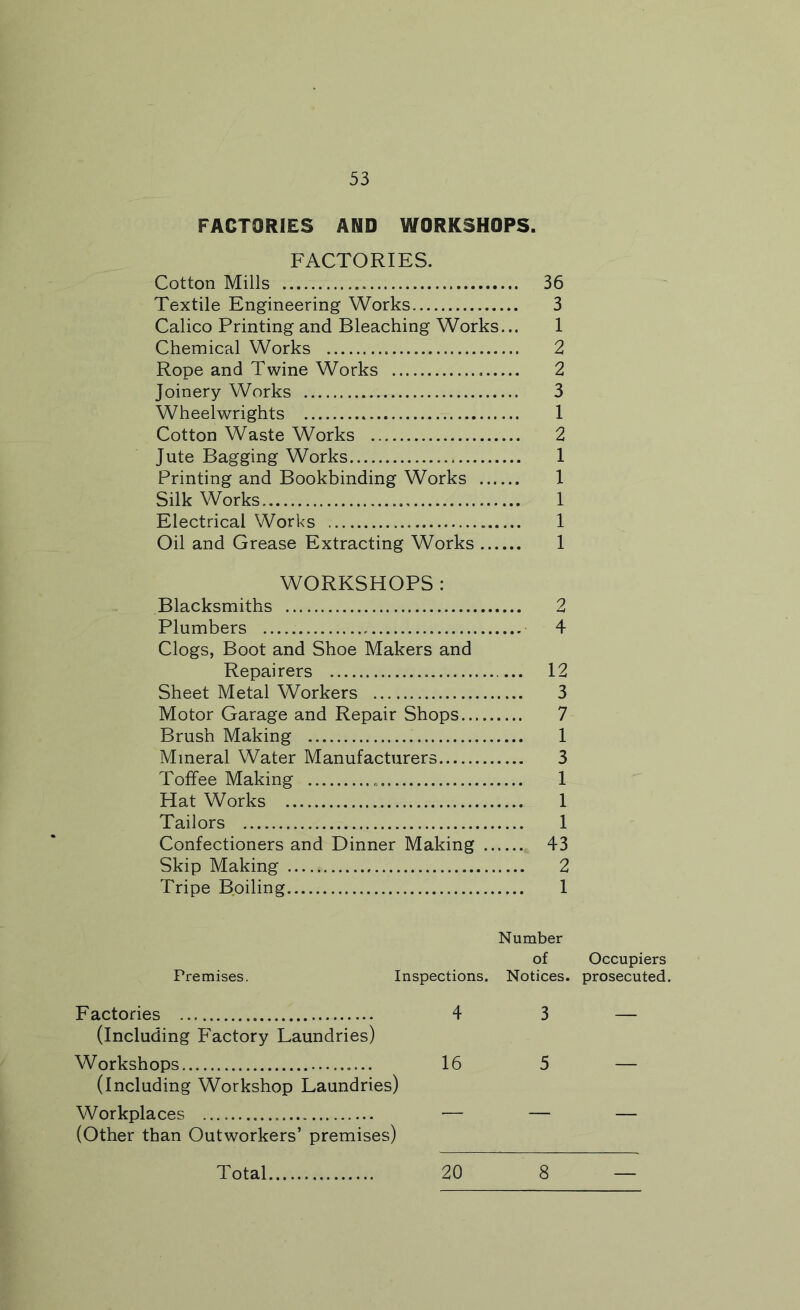 53
FACTORIES AND WORKSHOPS.
FACTORIES.
Cotton Mills ........ 36
Textile Engineering Works........ 3
Calico Printing and Bleaching Works... 1
Chemical Works ........ 2
Rope and Twine Works ........ 2
Joinery Works ........ 3
Wheelwrights ........ 1
Cotton Waste Works ........ 2
Jute Bagging Works........ 1
Printing and Bookbinding Works ...... 1
Silk Works........ 1
Electrical Works ........ 1
Oil and Grease Extracting Works ...... 1
WORKSHOPS :
Blacksmiths ........ 2
Plumbers ........ 4
Clogs, Boot and Shoe Makers and
Repairers ........ 12
Sheet Metal Workers ........ 3
Motor Garage and Repair Shops........ 7
Brush Making ........ 1
Mineral Water Manufacturers........ 3
Toffee Making ........ 1
Hat Works ........ 1
Tailors ........ 1
Confectioners and Dinner Making ...... 43
Skip Making ........ 2
Tripe Boiling........ 1
Number
of Occupiers
Premises. Inspections. Notices. prosecuted.
Factories ........ 4 3 —
(Including Factory Laundries)
Workshops........ 16 5 —
(Including Workshop Laundries)
Workplaces ........ — — —
(Other than Outworkers' premises)
Total........ 20 8 —